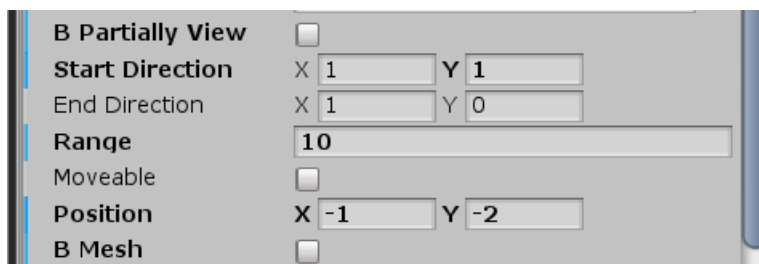 B Partially View
Start Direction X 1 Y 1
End Direction X 1 Y 0
Range 10
Moveable
Position X -1 Y -2
B Mesh